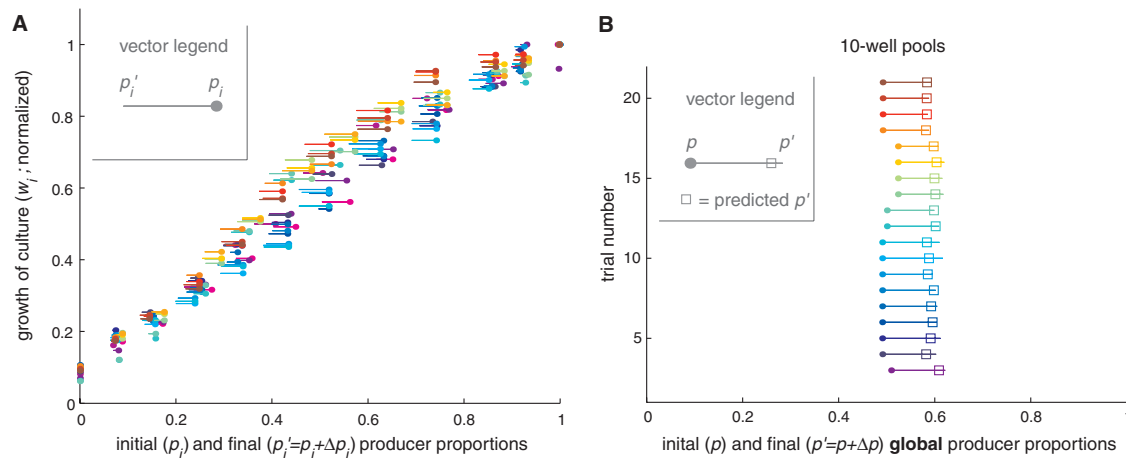 A
vector legend
p_i'
p_i
growth of culture (w_i ; normalized)
1
0.8
0.6
0.4
0.2
0
0
0.2
0.4
0.6
0.8
1
inital (p_i) and final (p_i'=p_i+Δp_i) producer proportions
B
10-well pools
vector legend
p
p'
= predicted p'
trial number
20
15
10
5
0
0.2
0.4
0.6
0.8
1
inital (p) and final (p'=p+Δp) global producer proportions